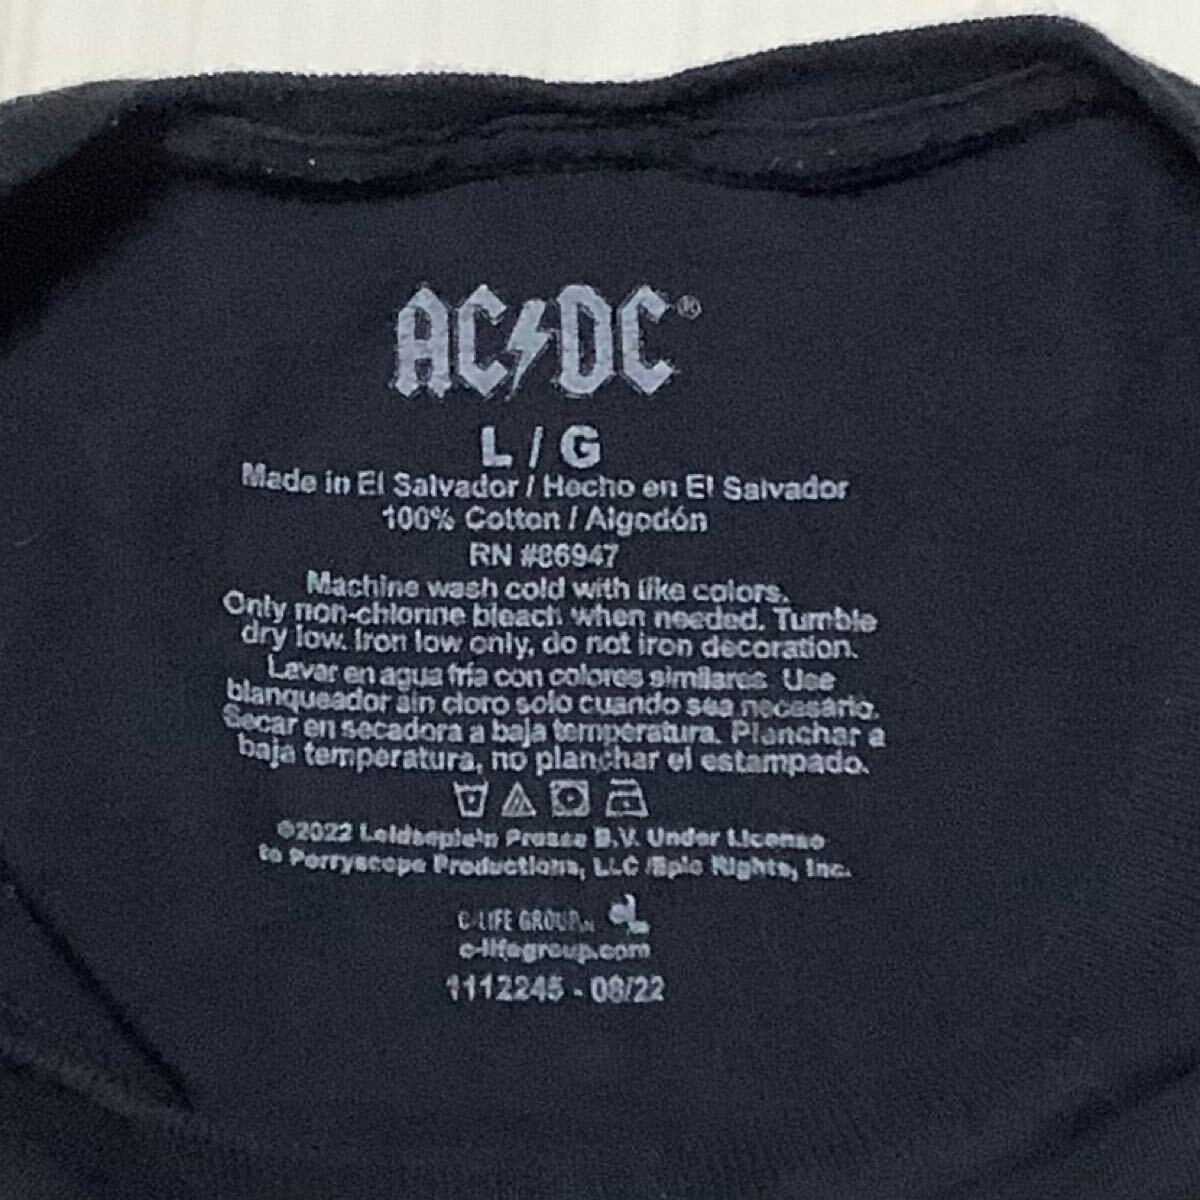 AC⚡DC®
L / G
Made in El Salvador / Hecho en El Salvador
100% Cotton / Algodón
RN #86947
Machine wash cold with like colors.
Only non-chlorine bleach when needed. Tumble
dry low. Iron low only, do not iron decoration.
Lavar en agua fría con colores similares. Use
blanqueador sin cloro solo cuando sea necesario.
Secar en secadora a baja temperatura. Planchar a
baja temperatura, no planchar el estampado.
©2022 Leidseplein Presse B.V. Under License
to Perryscope Productions, LLC /Epic Rights, Inc.
C-LIFE GROUP
c-lifegroup.com
1112245 - 08/22